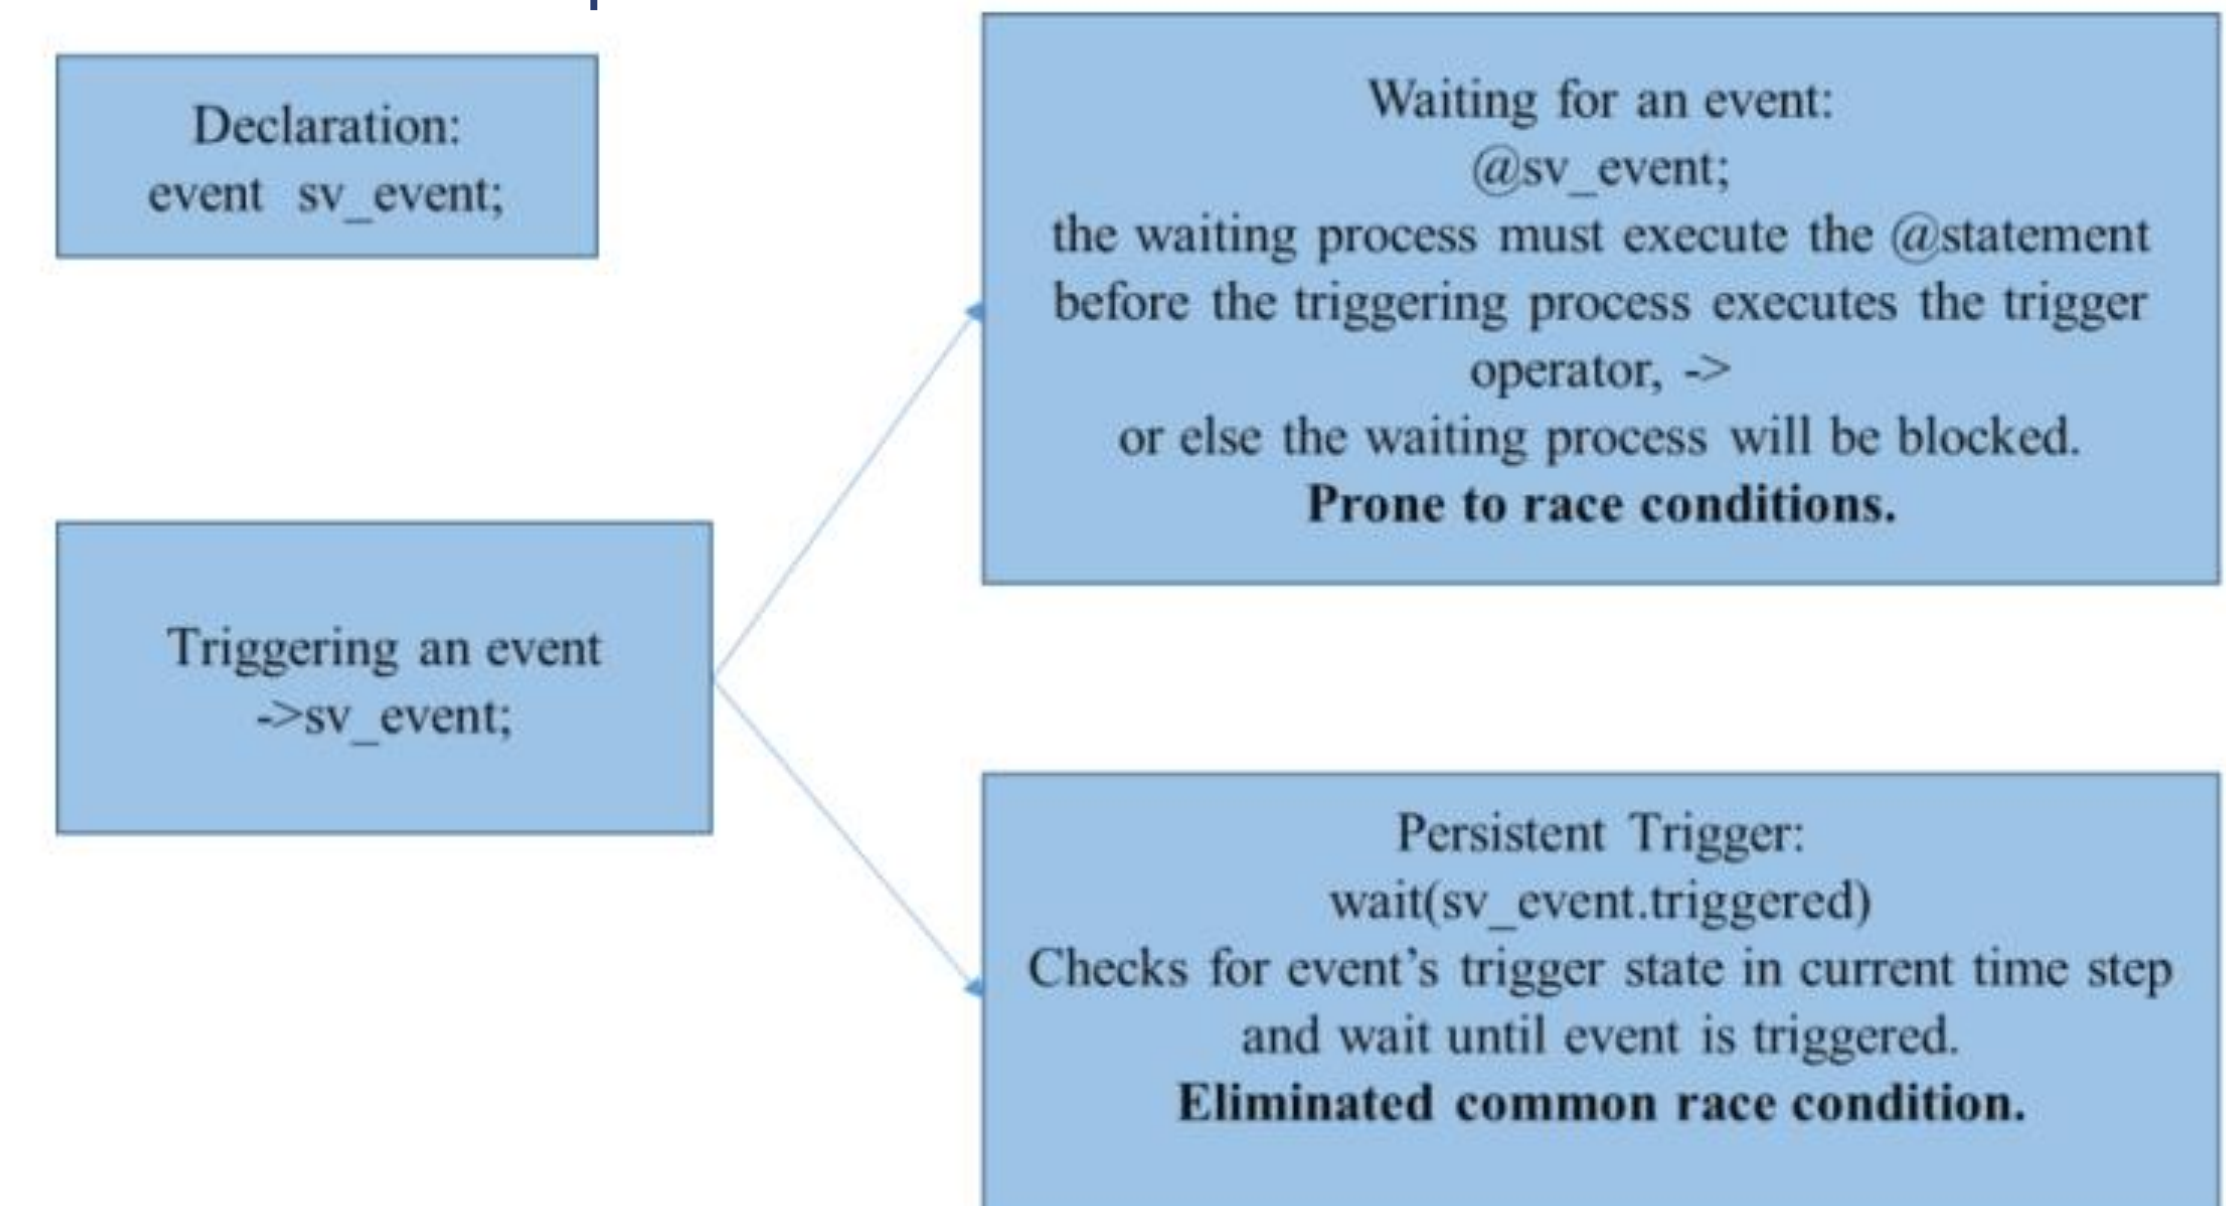 Declaration:
event sv_event;
Waiting for an event:
@sv_event;
the waiting process must execute the @statement
before the triggering process executes the trigger
operator, ->
or else the waiting process will be blocked.
Prone to race conditions.
Triggering an event
->sv_event;
Persistent Trigger:
wait(sv_event.triggered)
Checks for event’s trigger state in current time step
and wait until event is triggered.
Eliminated common race condition.